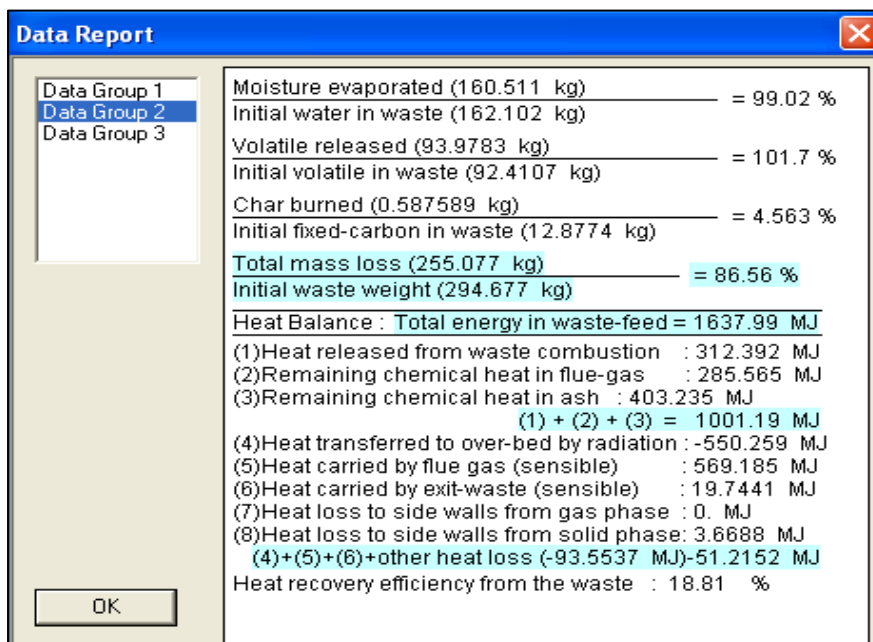 Data Report
Data Group 1
Data Group 2
Data Group 3
Moisture evaporated (160.511 kg)
Initial water in waste (162.102 kg)
= 99.02 %
Volatile released (93.9783 kg)
Initial volatile in waste (92.4107 kg)
= 101.7 %
Char burned (0.587589 kg)
Initial fixed-carbon in waste (12.8774 kg)
= 4.563 %
Total mass loss (255.077 kg)
Initial waste weight (294.677 kg)
= 86.56 %
Heat Balance : Total energy in waste-feed = 1637.99 MJ
(1)Heat released from waste combustion : 312.392 MJ
(2)Remaining chemical heat in flue-gas : 285.565 MJ
(3)Remaining chemical heat in ash : 403.235 MJ
(1) + (2) + (3) = 1001.19 MJ
(4)Heat transferred to over-bed by radiation : -550.259 MJ
(5)Heat carried by flue gas (sensible) : 569.185 MJ
(6)Heat carried by exit-waste (sensible) : 19.7441 MJ
(7)Heat loss to side walls from gas phase : 0. MJ
(8)Heat loss to side walls from solid phase: 3.6688 MJ
(4)+(5)+(6)+other heat loss (-93.5537 MJ)-51.2152 MJ
Heat recovery efficiency from the waste : 18.81 %
OK